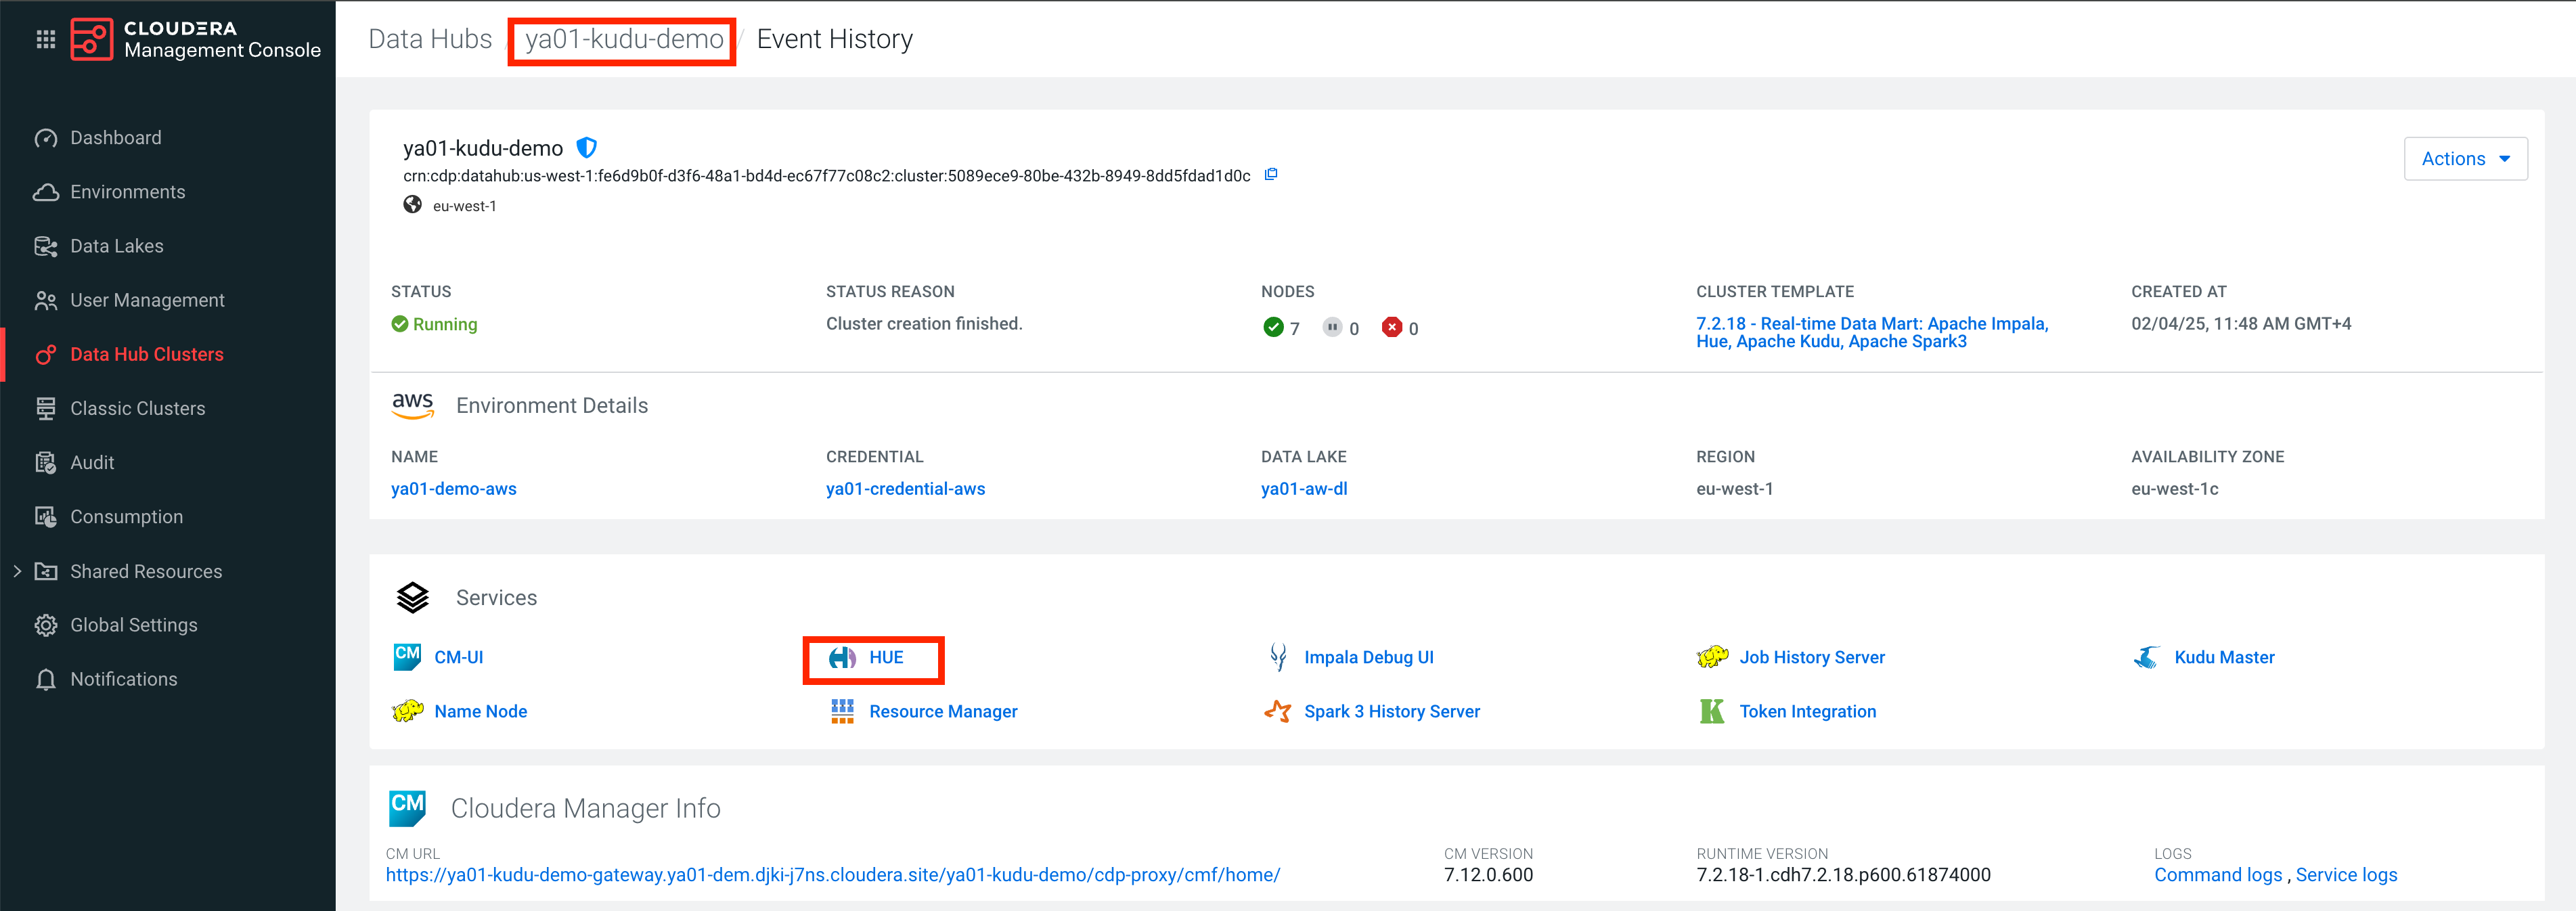 CLOUDERA
Management Console
Data Hubs / ya01-kudu-demo / Event History
Dashboard
Environments
Data Lakes
User Management
Data Hub Clusters
Classic Clusters
Audit
Consumption
Shared Resources
Global Settings
Notifications
ya01-kudu-demo
Actions
crn:cdp:datahub:us-west-1:fe6d9b0f-d3f6-48a1-bd4d-ec67f77c08c2:cluster:5089ece9-80be-432b-8949-8dd5fdad1d0c
eu-west-1
STATUS STATUS REASON NODES CLUSTER TEMPLATE CREATED AT
Running Cluster creation finished. 7 0 0 7.2.18 - Real-time Data Mart: Apache Impala, 02/04/25, 11:48 AM GMT+4
Hue, Apache Kudu, Apache Spark3
aws Environment Details
NAME CREDENTIAL DATA LAKE REGION AVAILABILITY ZONE
ya01-demo-aws ya01-credential-aws ya01-aw-dl eu-west-1 eu-west-1c
Services
CM CM-UI HUE Impala Debug UI Job History Server Kudu Master
Name Node Resource Manager Spark 3 History Server K Token Integration
CM Cloudera Manager Info
CM URL CM VERSION RUNTIME VERSION LOGS
https://ya01-kudu-demo-gateway.ya01-dem.djki-j7ns.cloudera.site/ya01-kudu-demo/cdp-proxy/cmf/home/ 7.12.0.600 7.2.18-1.cdh7.2.18.p600.61874000 Command logs , Service logs